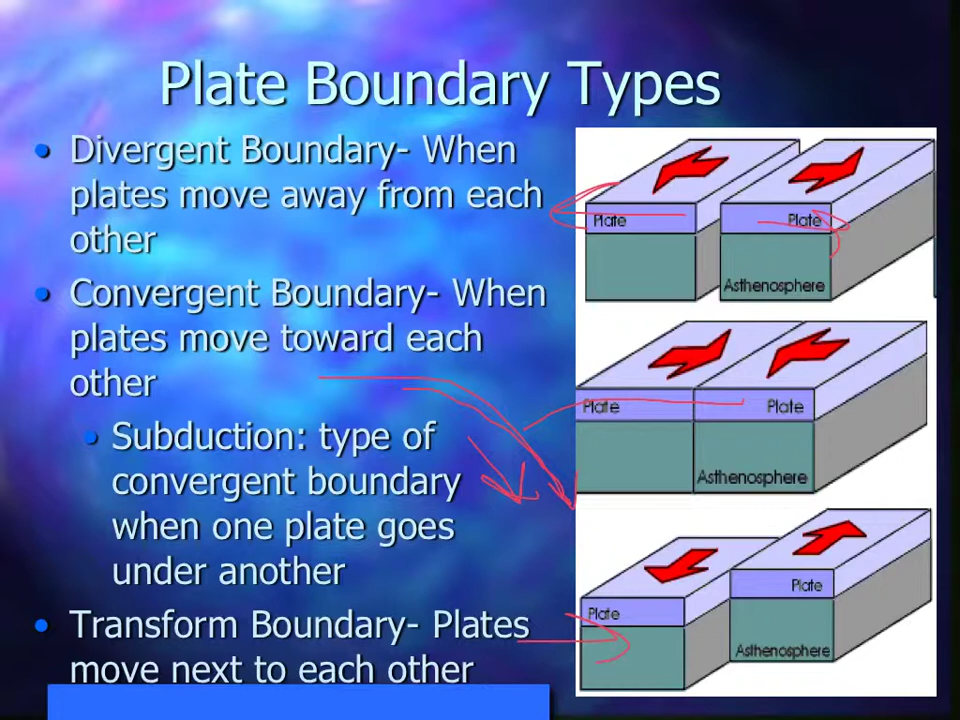 Plate Boundary Types
• Divergent Boundary- When
plates move away from each
other
• Convergent Boundary- When
plates move toward each
other
• Subduction: type of
convergent boundary
when one plate goes
under another
• Transform Boundary- Plates
move next to each other
Plate
Plate
Asthenosphere
Plate
Plate
Asthenosphere
Plate
Plate
Asthenosphere